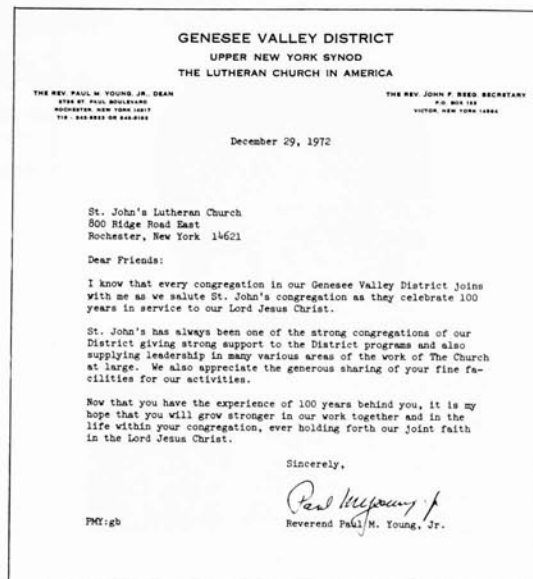 GENESEE VALLEY DISTRICT
UPPER NEW YORK SYNOD
THE LUTHERAN CHURCH IN AMERICA
THE REV. PAUL M. YOUNG, JR., DEAN
ST. PAUL BOULEVARD
ROCHESTER, NEW YORK 14617
THE REV. JOHN F. SECRETARY
P.O. BOX
VICTOR, NEW YORK 14564
December 29, 1972
St. John's Lutheran Church
800 Ridge Road East
Rochester, New York 14621
Dear Friends:
I know that every congregation in our Genesee Valley District joins
with me as we salute St. John's congregation as they celebrate 100
years in service to our Lord Jesus Christ.
St. John's has always been one of the strong congregations of our
District giving strong support to the District programs and also
supplying leadership in many various areas of the work of The Church
at large. We also appreciate the generous sharing of your fine fa-
cilities for our activities.
Now that you have the experience of 100 years behind you, it is my
hope that you will grow stronger in our work together and in the
life within your congregation, ever holding forth our joint faith
in the Lord Jesus Christ.
Sincerely,
Paul M Young Jr
PMY:gb
Reverend Paul M. Young, Jr.